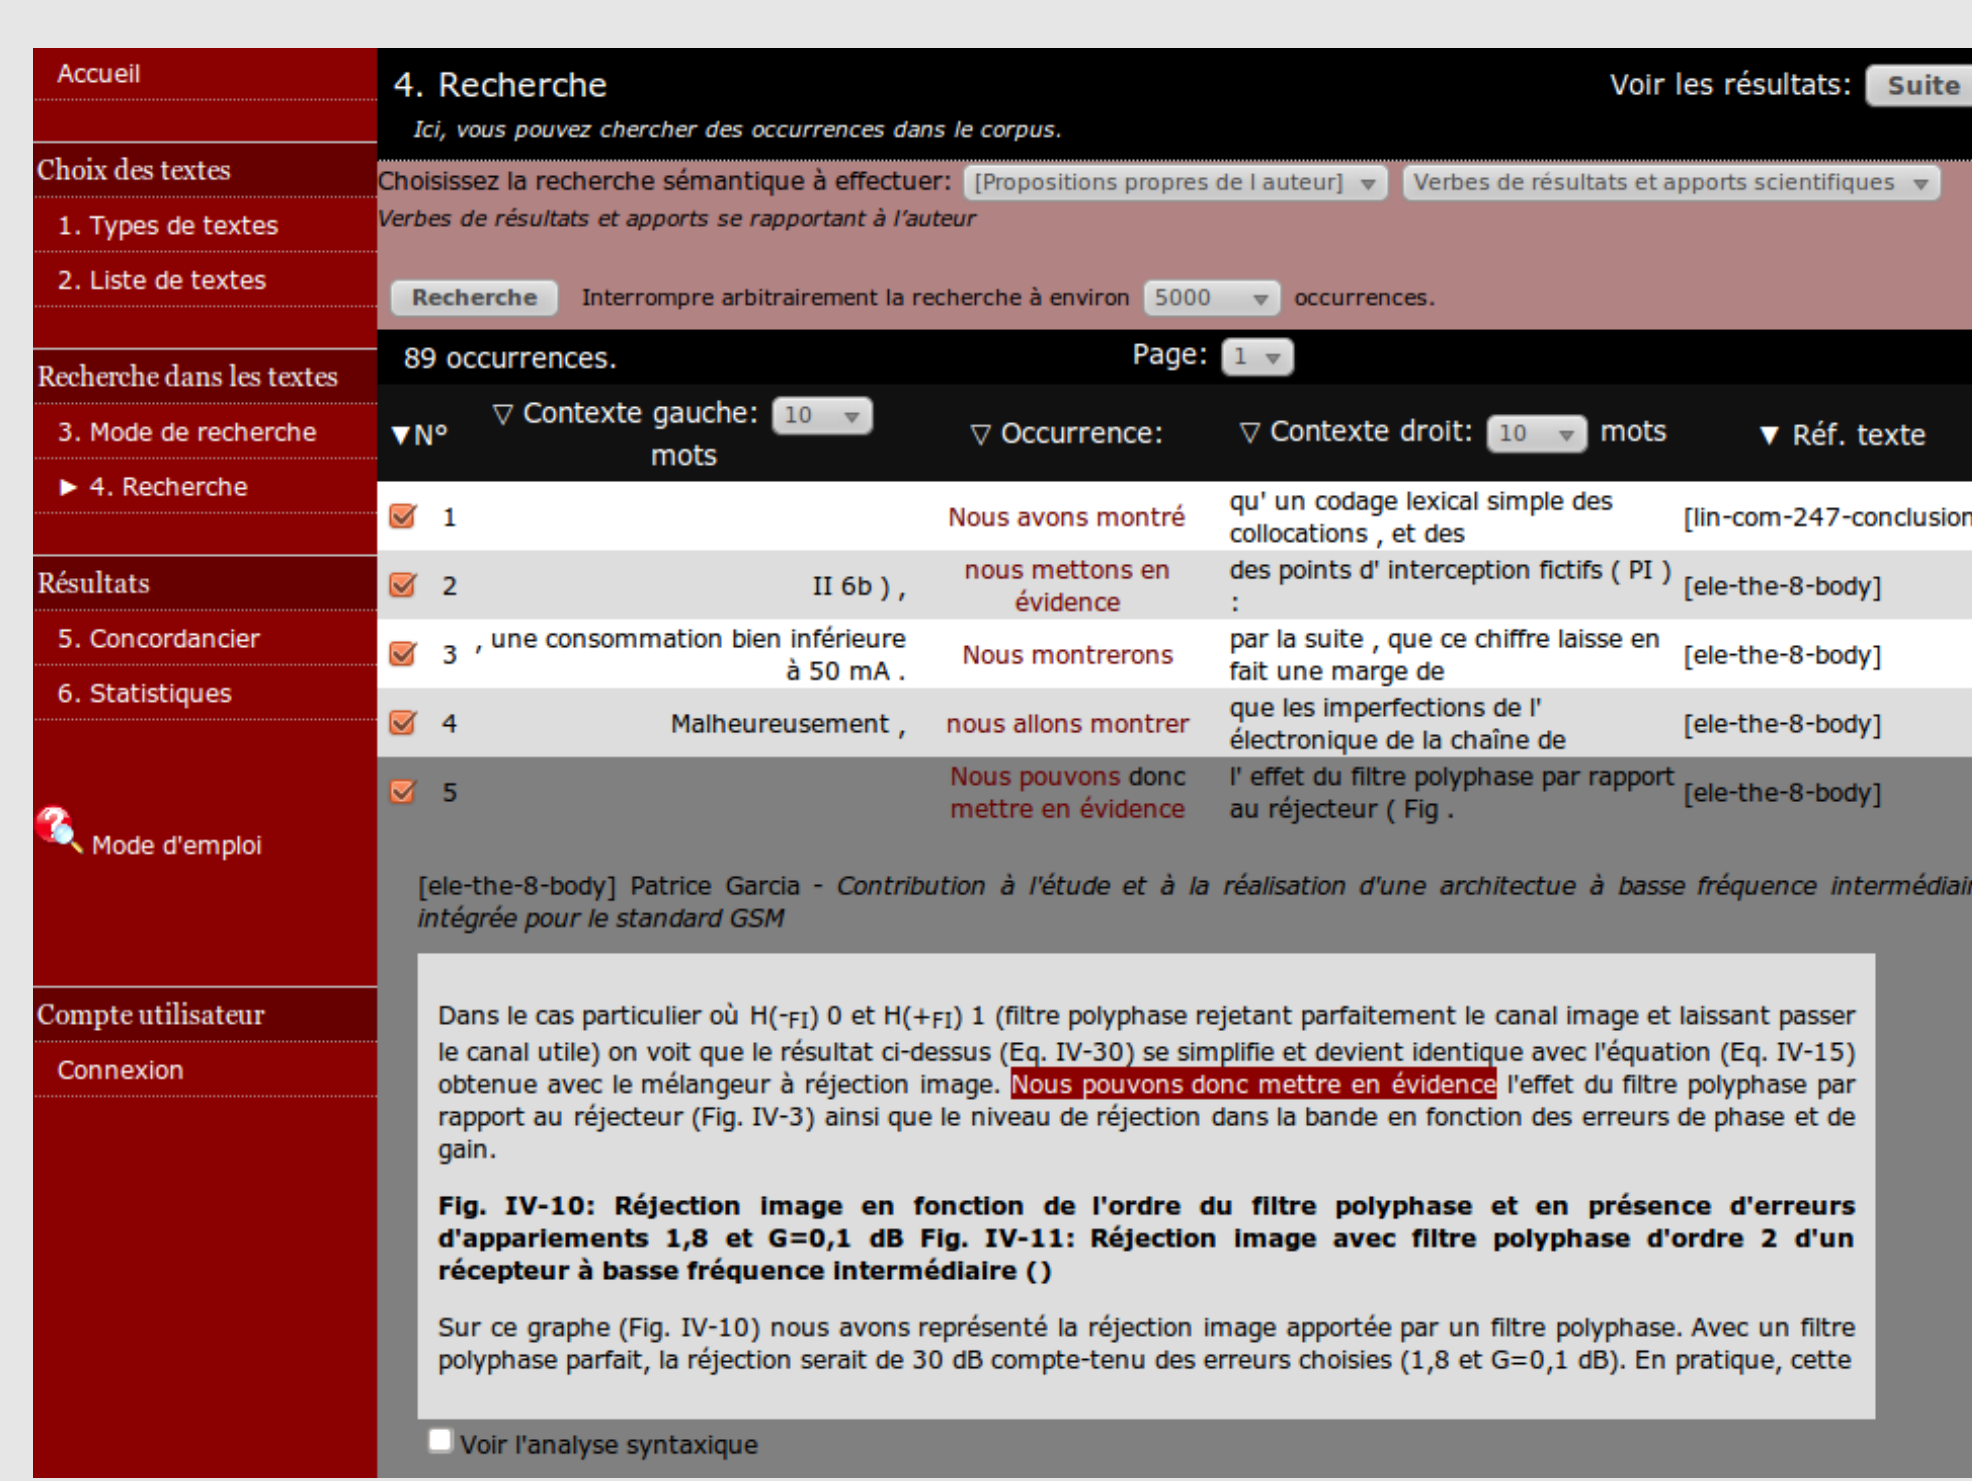 Accueil
Choix des textes
1. Types de textes
2. Liste de textes
Recherche dans les textes
3. Mode de recherche
► 4. Recherche
Résultats
5. Concordancier
6. Statistiques
Mode d'emploi
Compte utilisateur
Connexion
4. Recherche
Voir les résultats: Suite
Ici, vous pouvez chercher des occurrences dans le corpus.
Choisissez la recherche sémantique à effectuer: [Propositions propres de l auteur] Verbes de résultats et apports scientifiques
Verbes de résultats et apports se rapportant à l'auteur
Recherche Interrompre arbitrairement la recherche à environ 5000 occurrences.
89 occurrences. Page: 1
▼N° ▽ Contexte gauche: 10 mots ▽ Occurrence: ▽ Contexte droit: 10 mots ▼ Réf. texte
1 Nous avons montré qu' un codage lexical simple des collocations , et des [lin-com-247-conclusion
2 II 6b ) , nous mettons en évidence des points d' interception fictifs ( PI ) : [ele-the-8-body]
3 , une consommation bien inférieure à 50 mA . Nous montrerons par la suite , que ce chiffre laisse en fait une marge de [ele-the-8-body]
4 Malheureusement , nous allons montrer que les imperfections de l' électronique de la chaîne de [ele-the-8-body]
5 Nous pouvons donc mettre en évidence l' effet du filtre polyphase par rapport au réjecteur ( Fig . [ele-the-8-body]
[ele-the-8-body] Patrice Garcia - Contribution à l'étude et à la réalisation d'une architectue à basse fréquence intermédiair
intégrée pour le standard GSM
Dans le cas particulier où H(-FI) 0 et H(+FI) 1 (filtre polyphase rejetant parfaitement le canal image et laissant passer
le canal utile) on voit que le résultat ci-dessus (Eq. IV-30) se simplifie et devient identique avec l'équation (Eq. IV-15)
obtenue avec le mélangeur à réjection image. Nous pouvons donc mettre en évidence l'effet du filtre polyphase par
rapport au réjecteur (Fig. IV-3) ainsi que le niveau de réjection dans la bande en fonction des erreurs de phase et de
gain.
Fig. IV-10: Réjection image en fonction de l'ordre du filtre polyphase et en présence d'erreurs
d'appariements 1,8 et G=0,1 dB Fig. IV-11: Réjection image avec filtre polyphase d'ordre 2 d'un
récepteur à basse fréquence intermédiaire ()
Sur ce graphe (Fig. IV-10) nous avons représenté la réjection image apportée par un filtre polyphase. Avec un filtre
polyphase parfait, la réjection serait de 30 dB compte-tenu des erreurs choisies (1,8 et G=0,1 dB). En pratique, cette
Voir l'analyse syntaxique